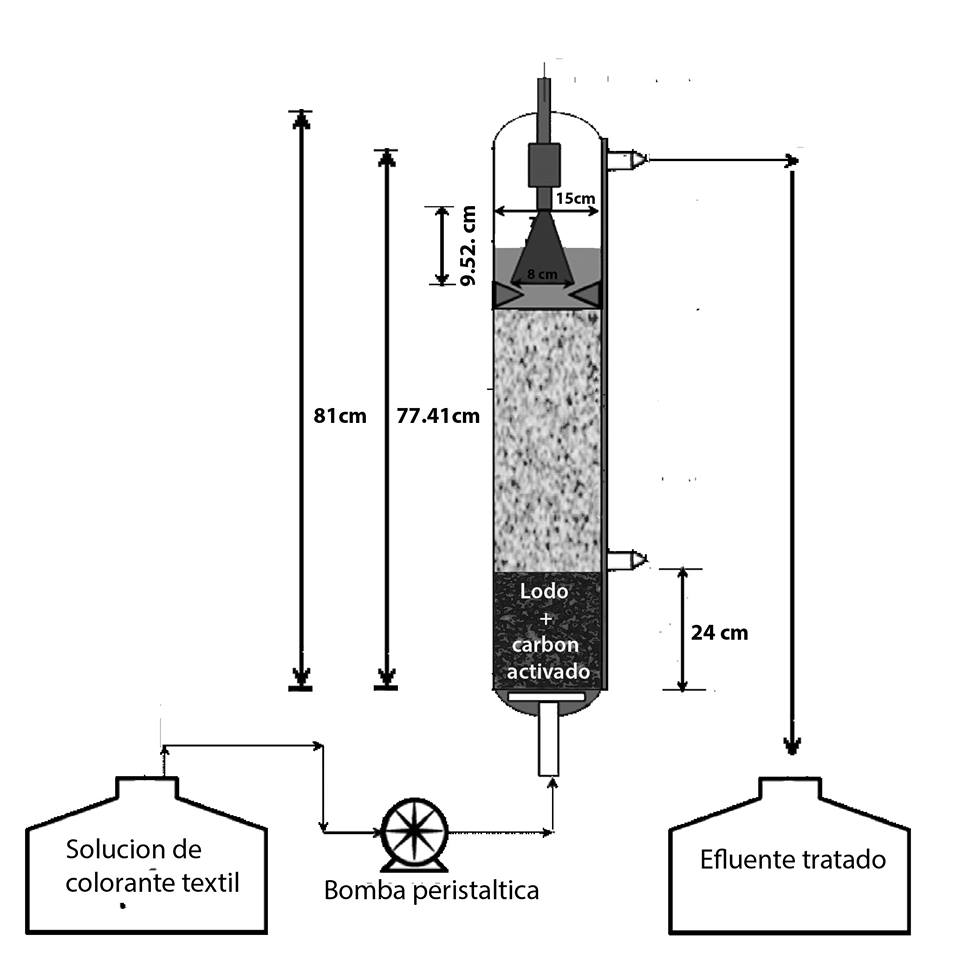 15cm
9.52. cm
7
8 cm
81cm
77.41cm
Lodo
+
carbon
activado
24 cm
Solucion de
colorante textil
Bomba peristaltica
Efluente tratado